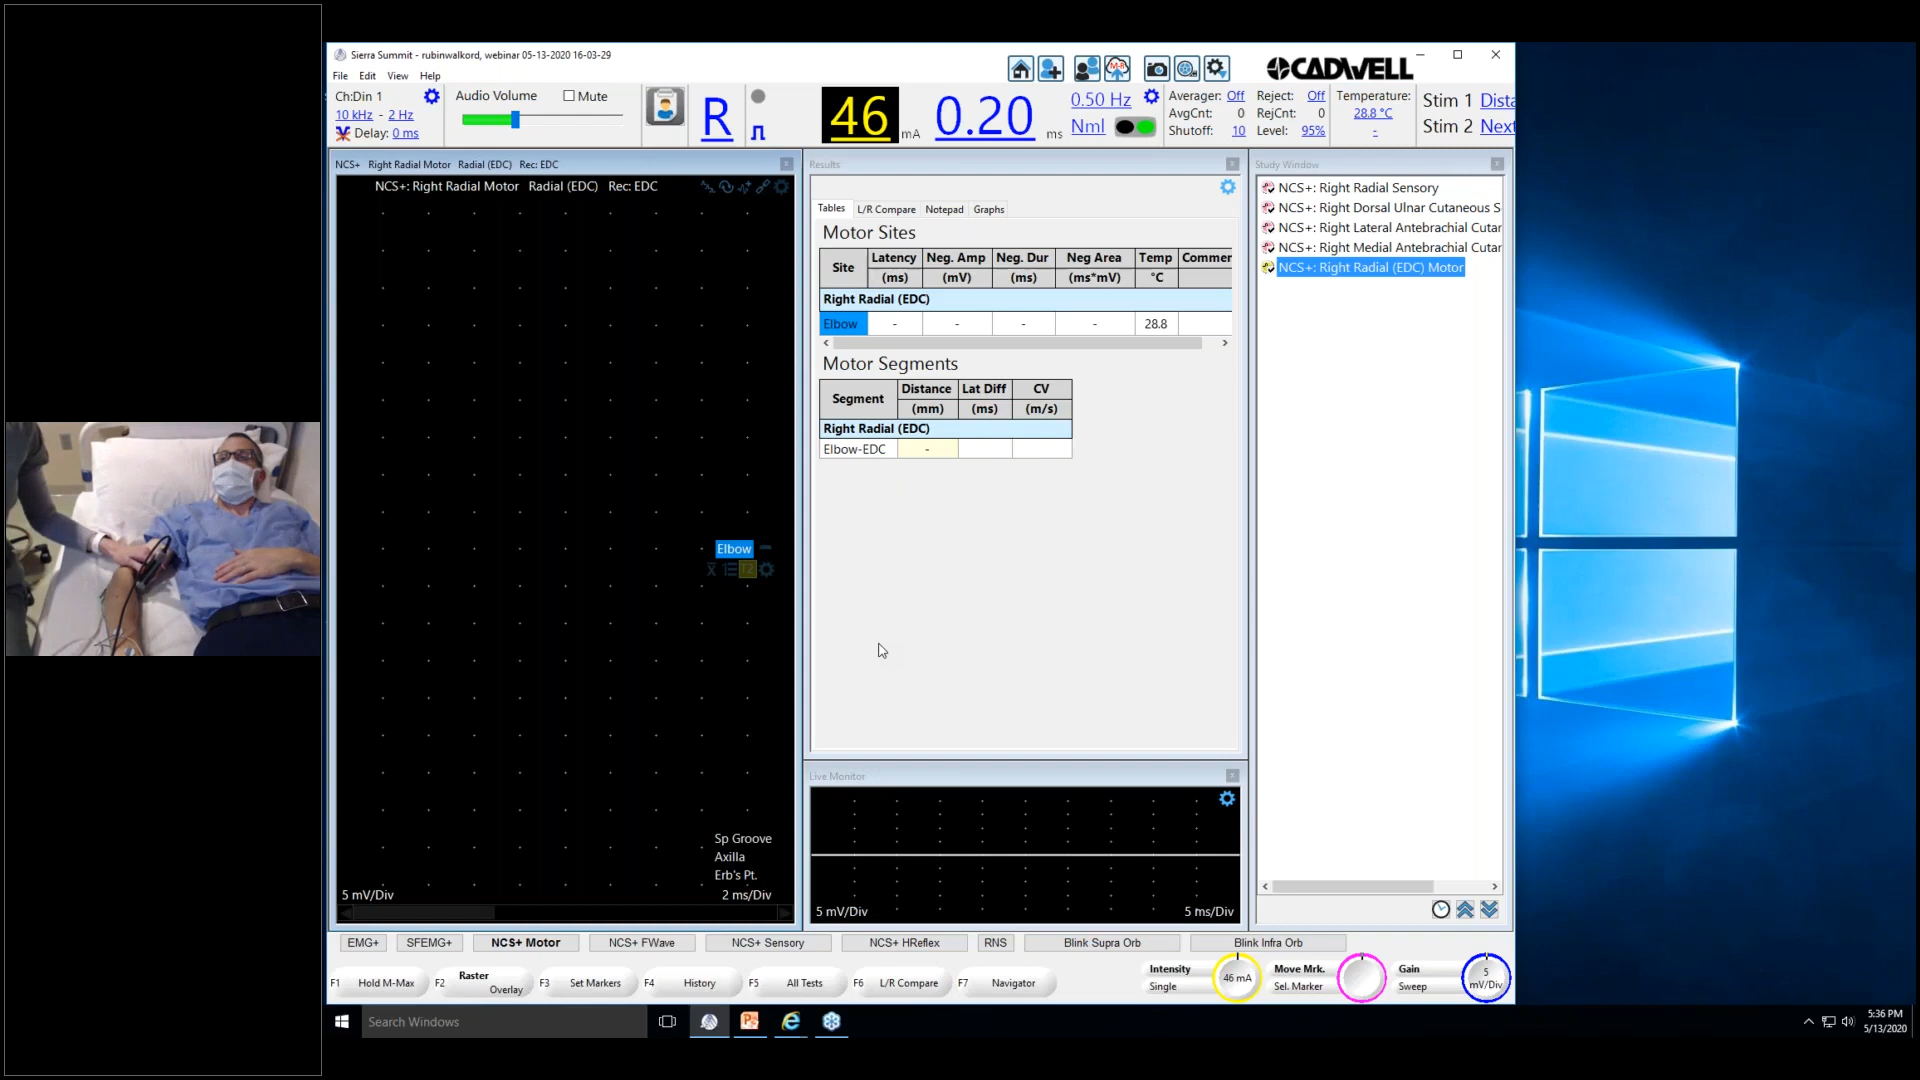 Sierra Summit - rubinwalkord, webinar 05-13-2020 16-03-29
File Edit View Help
CADWELL
Ch:Din 1
10 kHz - 2 Hz
Delay: 0 ms
Audio Volume Mute
R
46 mA
0.20 ms
0.50 Hz
Nml
Averager: Off
AvgCnt: 0
Shutoff: 10
Reject: Off
RejCnt: 0
Level: 95%
Temperature:
28.8 °C
-
Stim 1 Dista
Stim 2 Next
NCS+ Right Radial Motor Radial (EDC) Rec: EDC
NCS+: Right Radial Motor Radial (EDC) Rec: EDC
Elbow
T2
Sp Groove
Axilla
Erb's Pt.
5 mV/Div 2 ms/Div
Results
Tables L/R Compare Notepad Graphs
Motor Sites
Site Latency Neg. Amp Neg. Dur Neg Area Temp Commer
(ms) (mV) (ms) (ms*mV) °C
Right Radial (EDC)
Elbow - - - - 28.8
Motor Segments
Segment Distance Lat Diff CV
(mm) (ms) (m/s)
Right Radial (EDC)
Elbow-EDC -
Live Monitor
5 mV/Div 5 ms/Div
Study Window
NCS+: Right Radial Sensory
NCS+: Right Dorsal Ulnar Cutaneous S
NCS+: Right Lateral Antebrachial Cutar
NCS+: Right Medial Antebrachial Cutar
NCS+: Right Radial (EDC) Motor
EMG+ SFEMG+ NCS+ Motor NCS+ FWave NCS+ Sensory NCS+ HReflex RNS Blink Supra Orb Blink Infra Orb
F1 Hold M-Max F2 Raster Overlay F3 Set Markers F4 History F5 All Tests F6 L/R Compare F7 Navigator
Intensity
Single
46 mA
Move Mrk.
Sel. Marker
Gain
Sweep
5
mV/Div
Search Windows
5:36 PM
5/13/2020